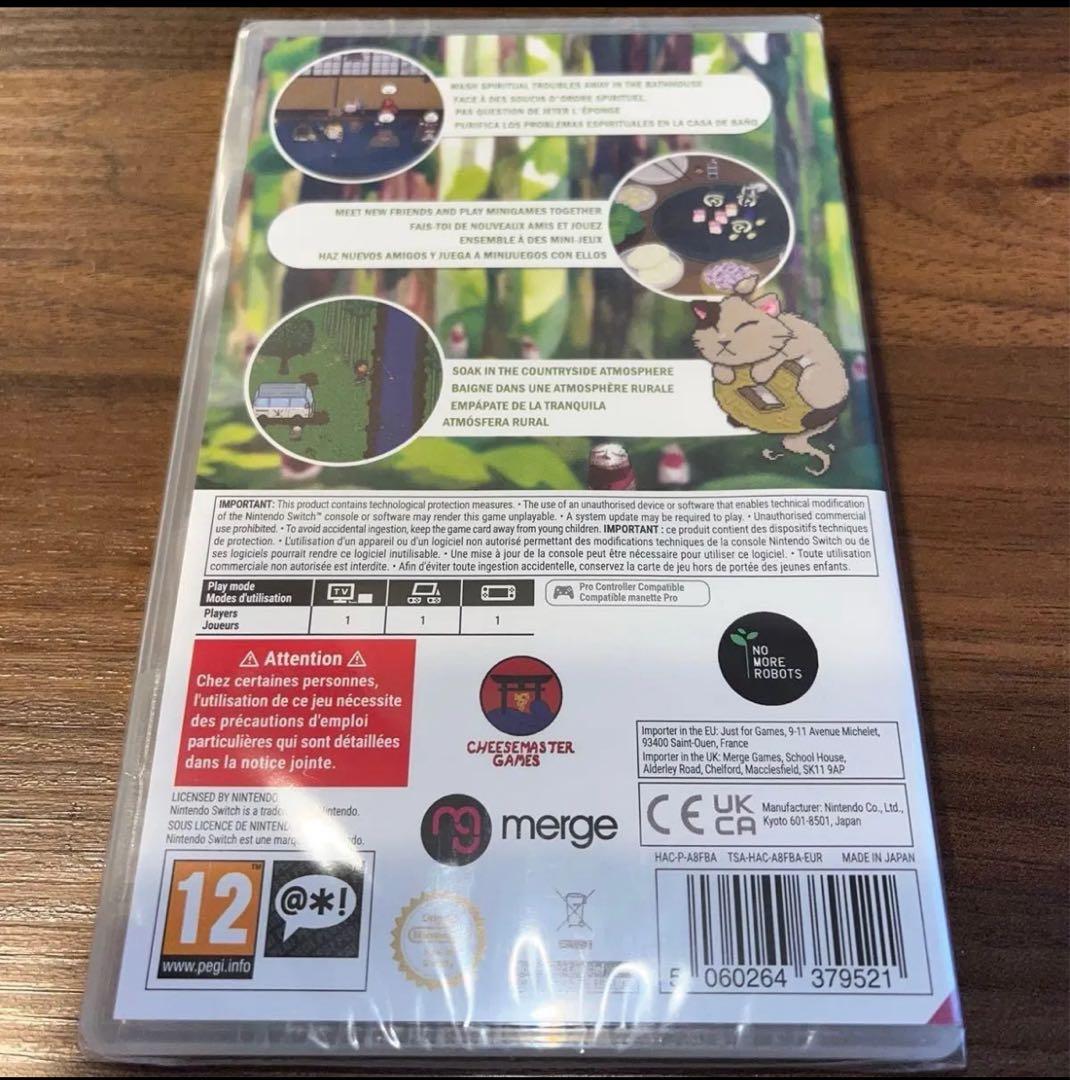 WASH SPIRITUAL TROUBLES AWAY IN THE BATHHOUSE
FACE À DES SOUCIS D'ORDRE SPIRITUEL,
PAS QUESTION DE JETER L'ÉPONGE
PURIFICA LOS PROBLEMAS ESPIRITUALES EN LA CASA DE BAÑO
MEET NEW FRIENDS AND PLAY MINIGAMES TOGETHER
FAIS-TOI DE NOUVEAUX AMIS ET JOUEZ
ENSEMBLE À DES MINI-JEUX
HAZ NUEVOS AMIGOS Y JUEGA A MINIJUEGOS CON ELLOS
SOAK IN THE COUNTRYSIDE ATMOSPHERE
BAIGNE DANS UNE ATMOSPHÈRE RURALE
EMPÁPATE DE LA TRANQUILA
ATMÓSFERA RURAL
IMPORTANT: This product contains technological protection measures. • The use of an unauthorised device or software that enables technical modification
of the Nintendo Switch™ console or software may render this game unplayable. • A system update may be required to play. • Unauthorised commercial
use prohibited. • To avoid accidental ingestion, keep the game card away from young children. IMPORTANT : ce produit contient des dispositifs techniques
de protection. • L'utilisation d'un appareil ou d'un logiciel non autorisé permettant des modifications techniques de la console Nintendo Switch ou de
ses logiciels pourrait rendre ce logiciel inutilisable. • Une mise à jour de la console peut être nécessaire pour utiliser ce logiciel. • Toute utilisation
commerciale non autorisée est interdite. • Afin d'éviter toute ingestion accidentelle, conservez la carte de jeu hors de portée des jeunes enfants.
Play mode
Modes d'utilisation
TV
Pro Controller Compatible
Compatible manette Pro
Players
Joueurs
1 1 1
Attention
Chez certaines personnes,
l'utilisation de ce jeu nécessite
des précautions d'emploi
particulières qui sont détaillées
dans la notice jointe.
CHEESEMASTER
GAMES
NO
MORE
ROBOTS
Importer in the EU: Just for Games, 9-11 Avenue Michelet,
93400 Saint-Ouen, France
Importer in the UK: Merge Games, School House,
Alderley Road, Chelford, Macclesfield, SK11 9AP
LICENSED BY NINTENDO
Nintendo Switch is a Nintendo.
SOUS LICENCE DE NINTENDO
Nintendo Switch est une Nintendo.
mg merge
CE UK CA
Manufacturer: Nintendo Co., Ltd.,
Kyoto 601-8501, Japan
HAC-P-A8FBA TSA-HAC-A8FBA-EUR MADE IN JAPAN
12 ™
@*!
www.pegi.info
Nintendo
5 060264 379521